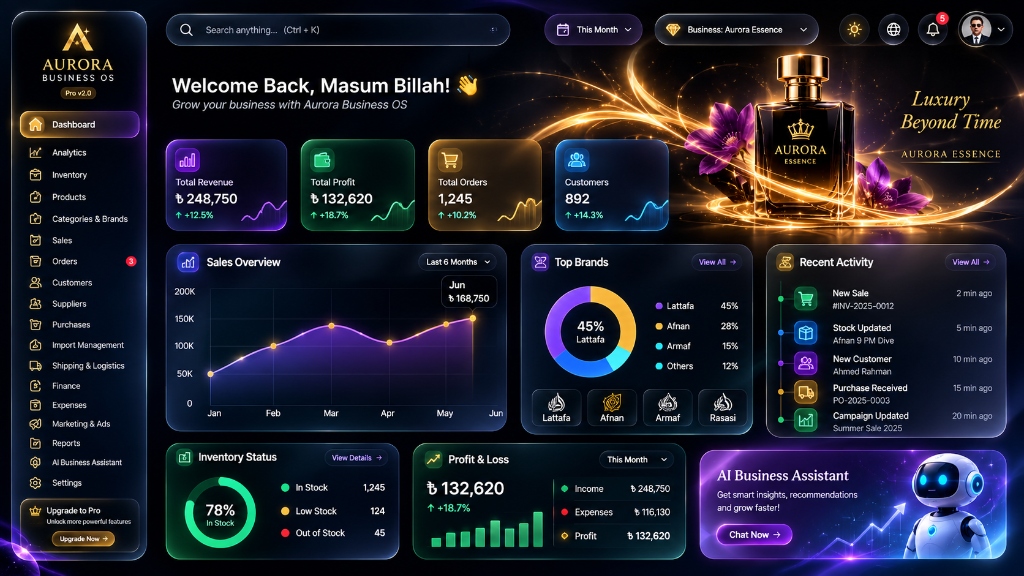 AURORA
BUSINESS OS
Pro v2.0
Dashboard
Analytics
Inventory
Products
Categories & Brands
Sales
Orders
3
Customers
Suppliers
Purchases
Import Management
Shipping & Logistics
Finance
Expenses
Marketing & Ads
Reports
AI Business Assistant
Settings
Upgrade to Pro
Unlock more powerful features
Upgrade Now →
Search anything... (Ctrl + K)
This Month
Business: Aurora Essence
5
Welcome Back, Masum Billah! 👋
Grow your business with Aurora Business OS
Luxury
Beyond Time
AURORA ESSENCE
AURORA
ESSENCE
Total Revenue
৳ 248,750
↑ +12.5%
Total Profit
৳ 132,620
↑ +18.7%
Total Orders
1,245
↑ +10.2%
Customers
892
↑ +14.3%
Sales Overview
Last 6 Months
Jun
৳ 168,750
200K
150K
100K
50K
0
Jan Feb Mar Apr May Jun
Top Brands
View All →
45%
Lattafa
Lattafa 45%
Afnan 28%
Armaf 15%
Others 12%
Lattafa
Afnan
Armaf
Rasasi
Recent Activity
View All →
New Sale 2 min ago
#INV-2025-0012
Stock Updated 5 min ago
Afnan 9 PM Dive
New Customer 10 min ago
Ahmed Rahman
Purchase Received 15 min ago
PO-2025-0003
Campaign Updated 20 min ago
Summer Sale 2025
Inventory Status
View Details →
78%
In Stock
In Stock 1,245
Low Stock 124
Out of Stock 45
Profit & Loss
This Month
৳ 132,620
↑ +18.7%
Income ৳ 248,750
Expenses ৳ 116,130
Profit ৳ 132,620
AI Business Assistant
Get smart insights, recommendations
and grow faster!
Chat Now →